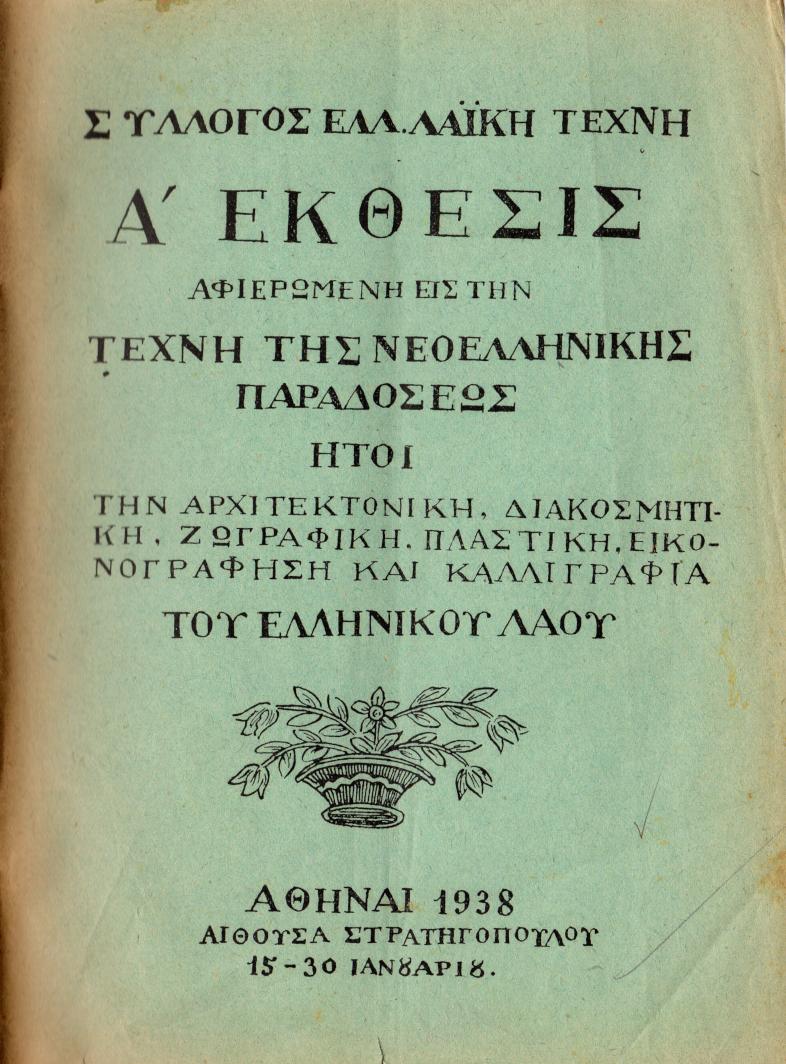 ΣΥΛΛΟΓΟΣ ΕΛΛ. ΛΑΪΚΗ ΤΕΧΝΗ
Α΄ ΕΚΘΕΣΙΣ
ΑΦΙΕΡΩΜΕΝΗ ΕΙΣ ΤΗΝ
ΤΕΧΝΗ ΤΗΣ ΝΕΟΕΛΛΗΝΙΚΗΣ
ΠΑΡΑΔΟΣΕΩΣ
ΗΤΟΙ
ΤΗΝ ΑΡΧΙΤΕΚΤΟΝΙΚΗ, ΔΙΑΚΟΣΜΗΤΙ-
ΚΗ, ΖΩΓΡΑΦΙΚΗ, ΠΛΑΣΤΙΚΗ, ΕΙΚΟ-
ΝΟΓΡΑΦΗΣΗ ΚΑΙ ΚΑΛΛΙΓΡΑΦΙΑ
ΤΟΥ ΕΛΛΗΝΙΚΟΥ ΛΑΟΥ
ΑΘΗΝΑΙ 1938
ΑΙΘΟΥΣΑ ΣΤΡΑΤΗΓΟΠΟΥΛΟΥ
15-30 ΙΑΝȣΑΡΙȣ.